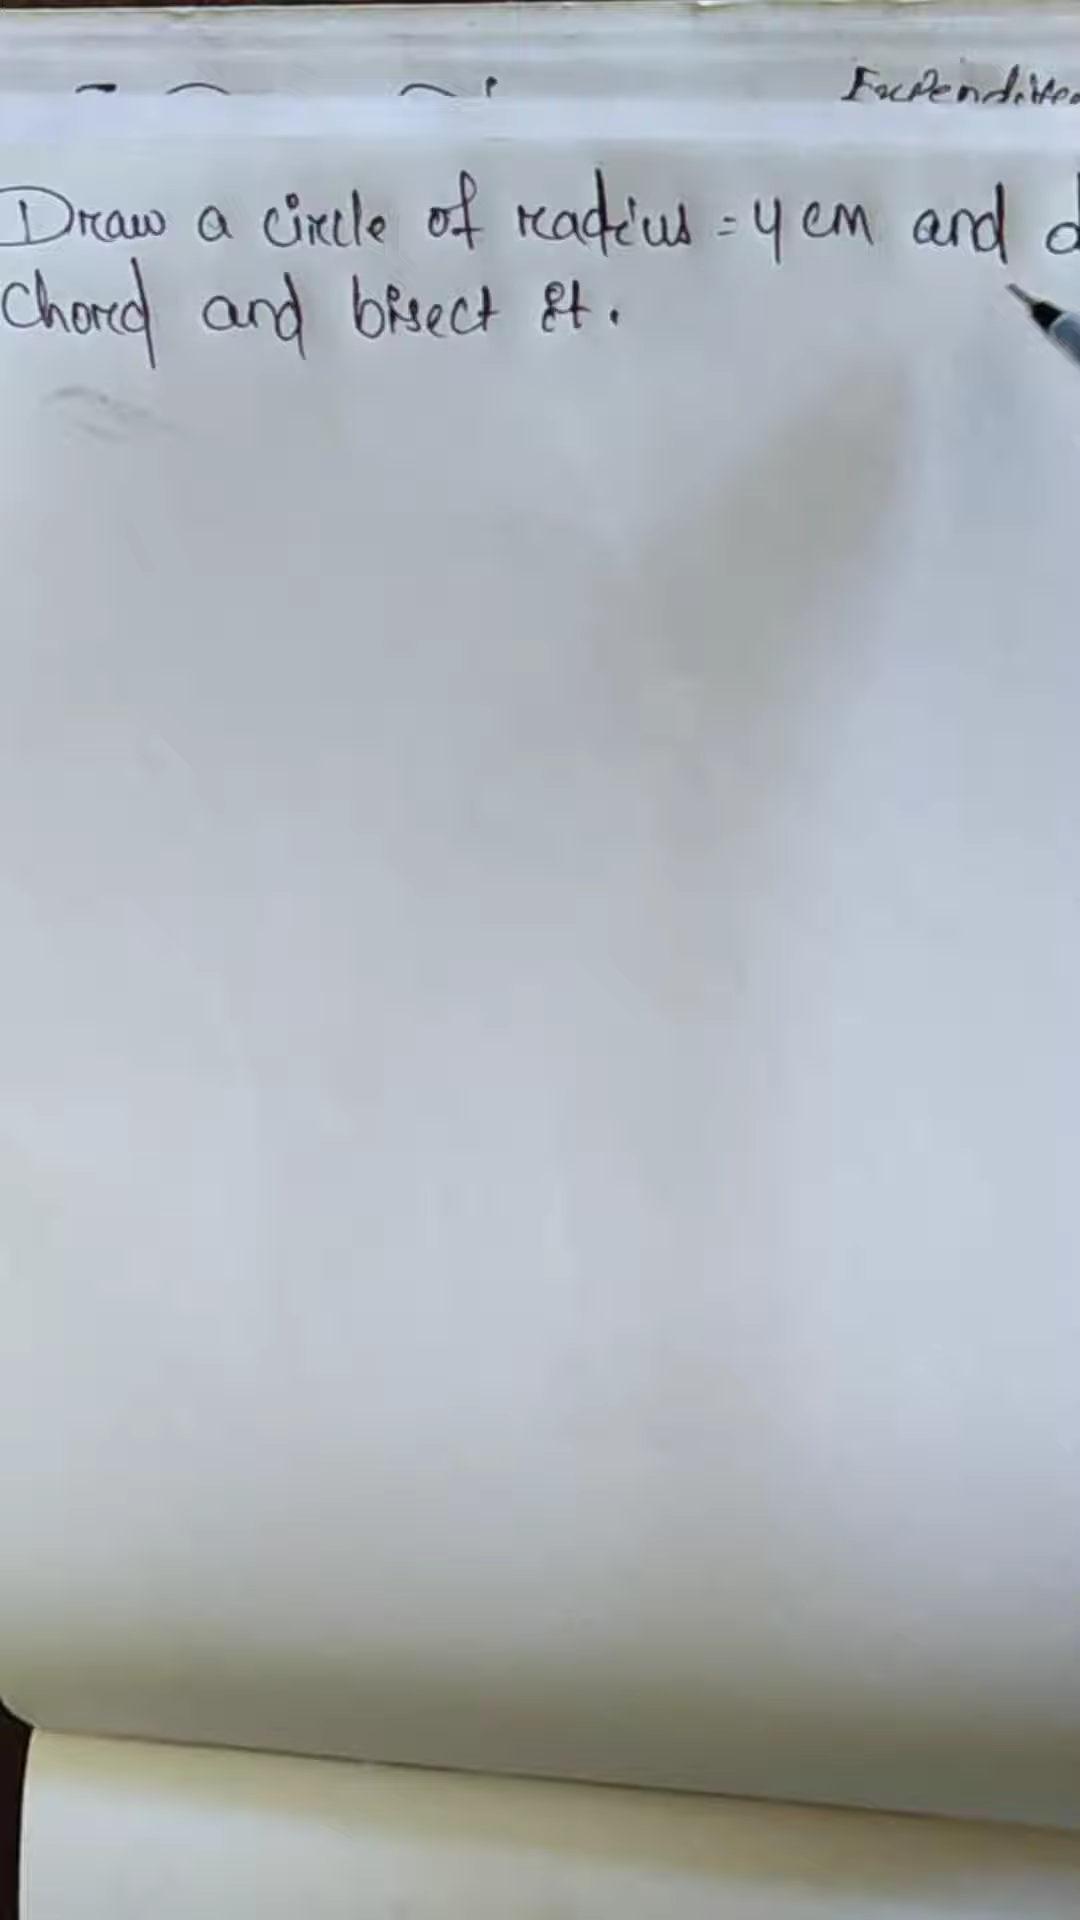 Draw a circle of radius = 4 cm and
Chord and bisect it.